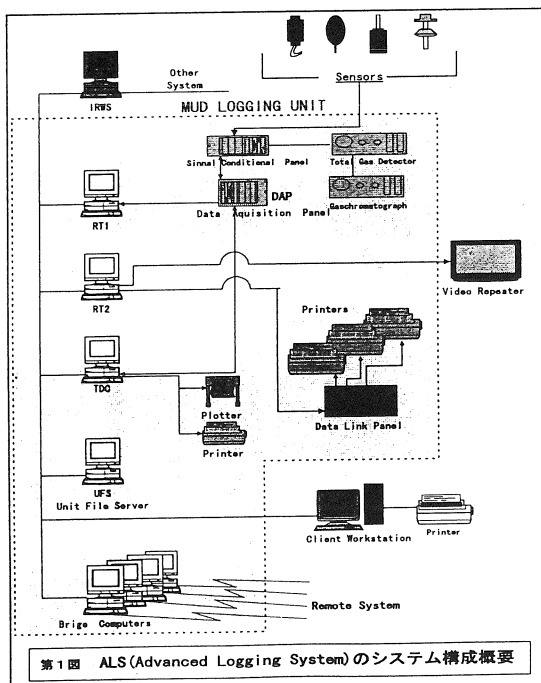 Sensors
Other
System
IRWS
MUD LOGGING UNIT
Sinnal Conditional Panel
Total Gas Detector
DAP
Data Aquisition Panel
Gaschromatograph
RT1
RT2
Video Repeater
Printers
TDC
Plotter
Printer
Data Link Panel
UFS
Unit File Server
Client Workstation
Printer
Remote System
Brige Computers
第1図 ALS(Advanced Logging System)のシステム構成概要